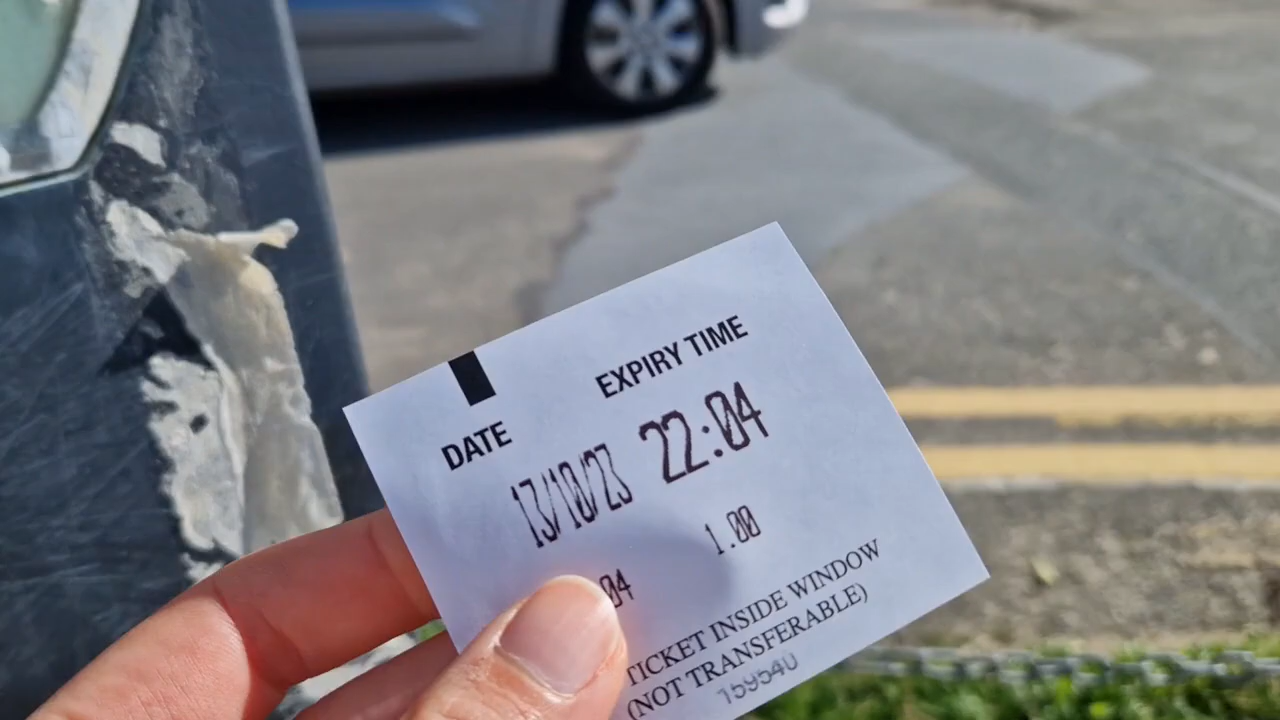 DATE EXPIRY TIME
13/10/23 22:04
1.00
04
TICKET INSIDE WINDOW
(NOT TRANSFERABLE)
159540